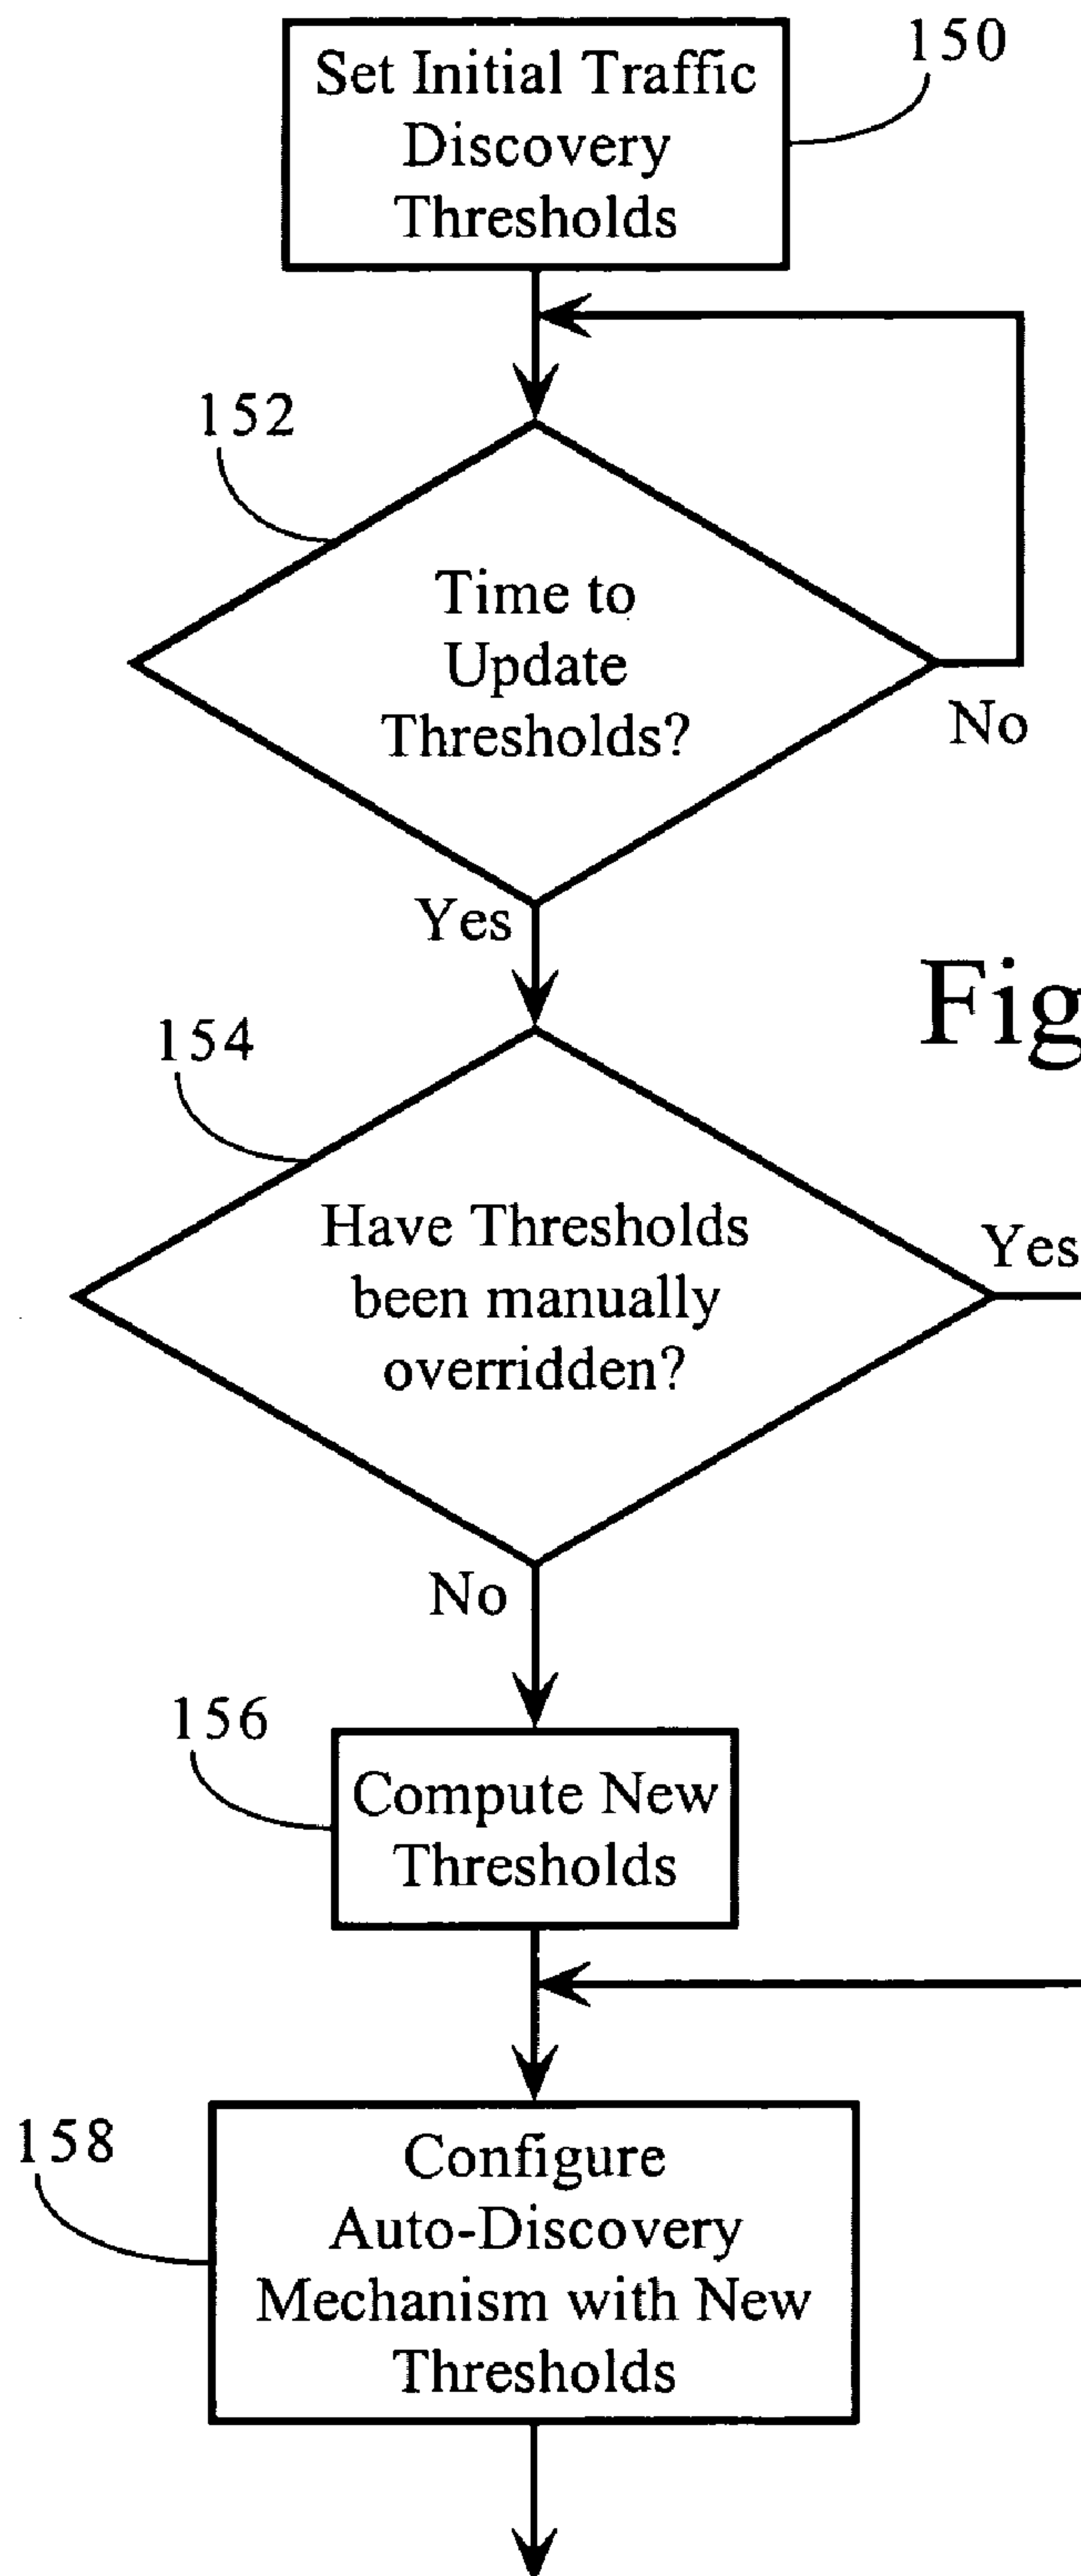 Set Initial Traffic
Discovery
Thresholds
150
152
Time to
Update
Thresholds?
No
Yes
Fig
154
Have Thresholds
been manually
overridden?
Yes
No
156
Compute New
Thresholds
158
Configure
Auto-Discovery
Mechanism with New
Thresholds